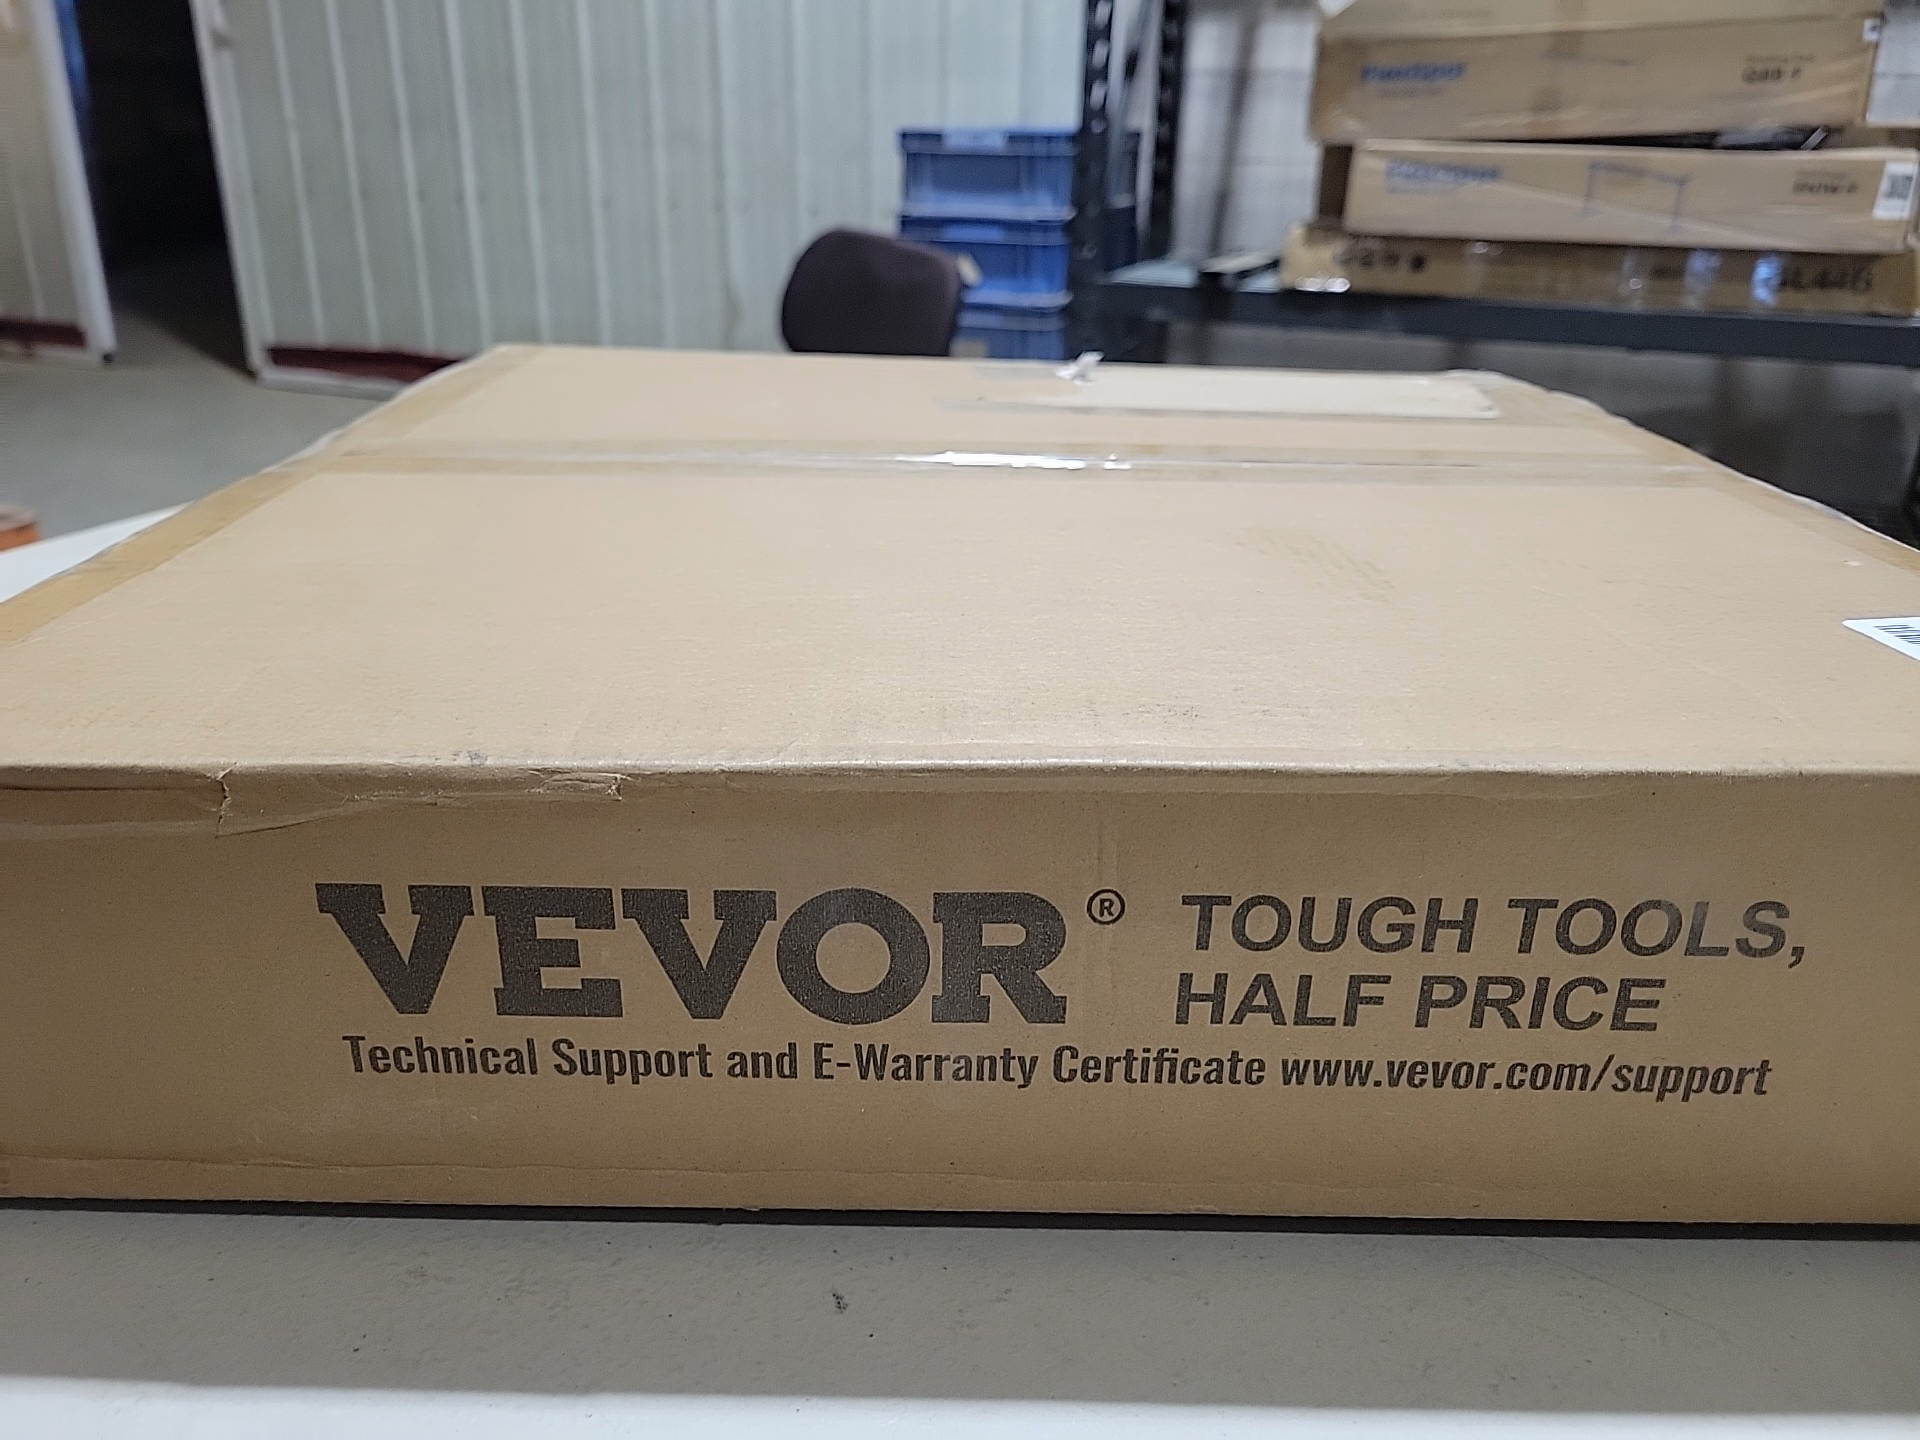 VEVOR® TOUGH TOOLS,
HALF PRICE
Technical Support and E-Warranty Certificate www.vevor.com/support